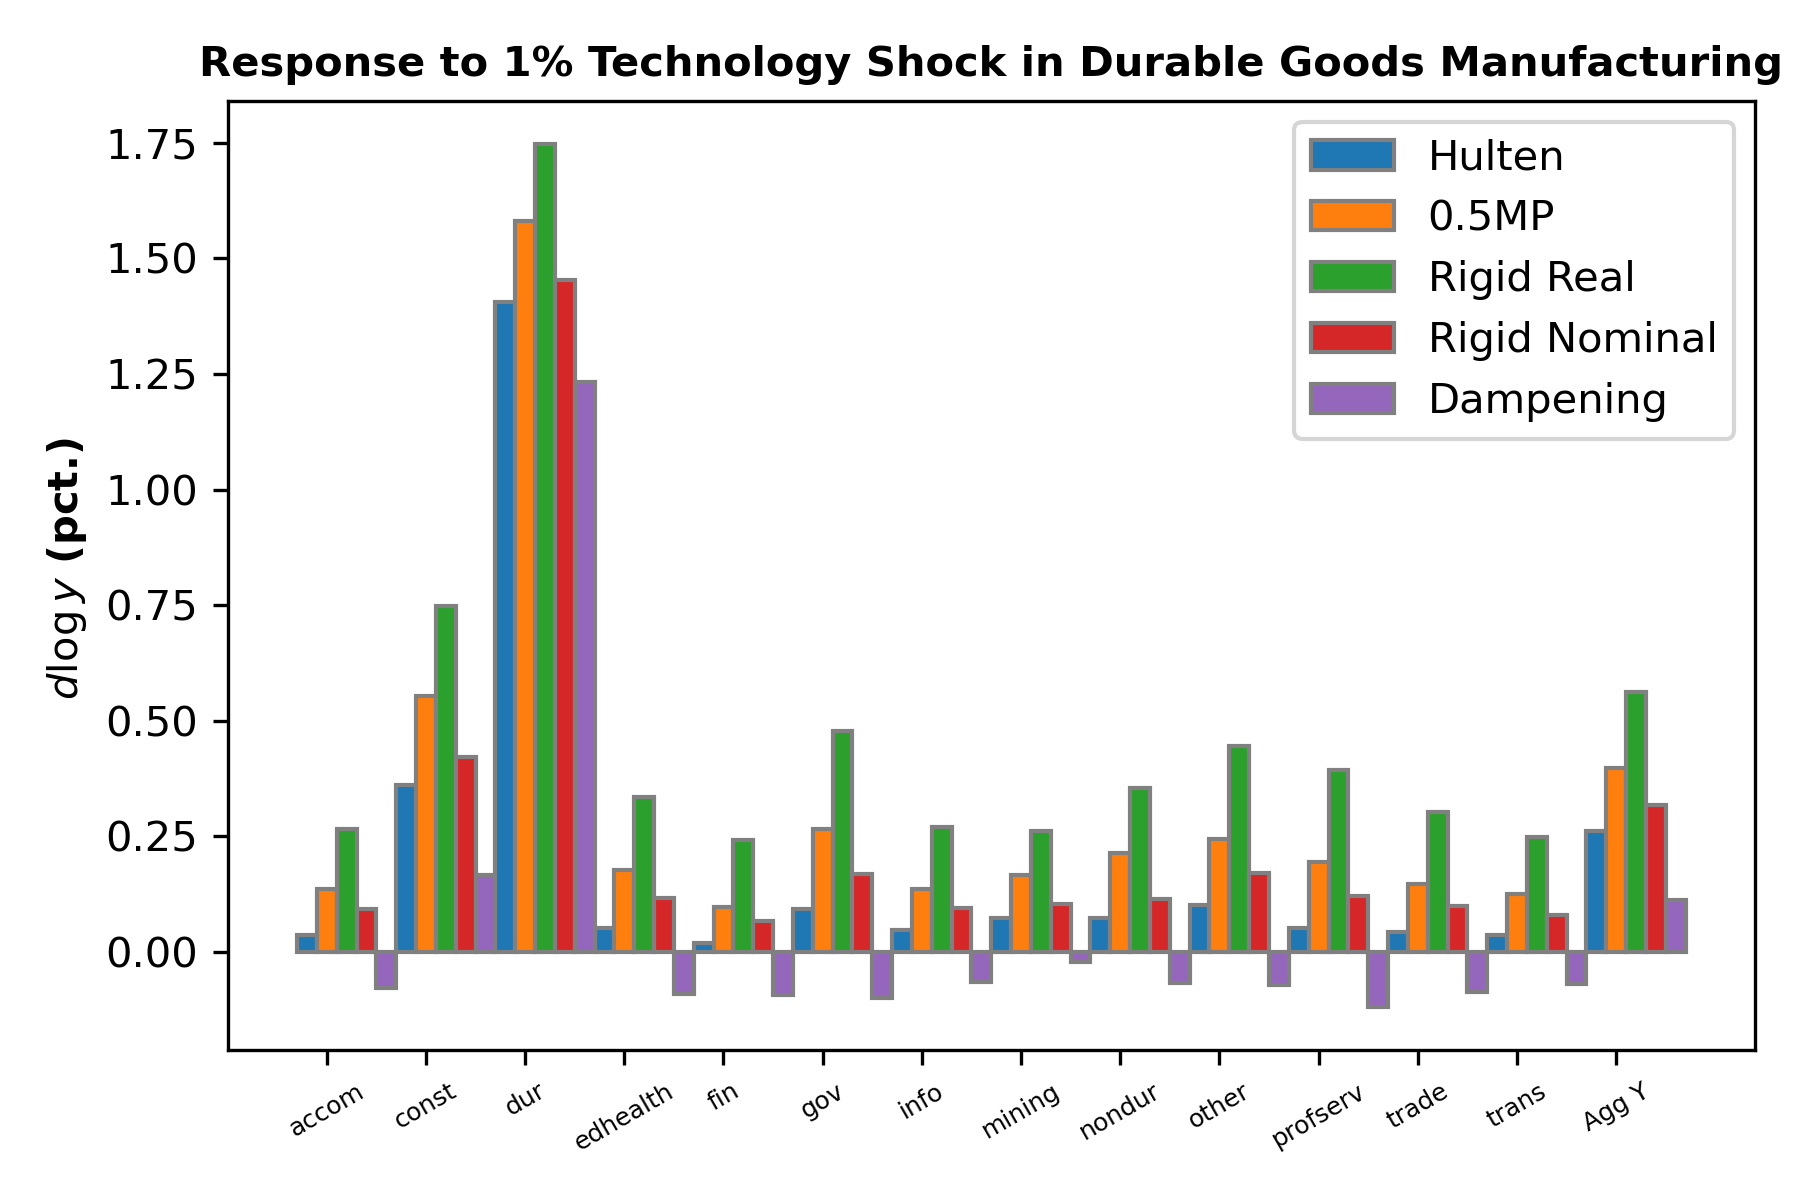 Response to 1% Technology Shock in Durable Goods Manufacturing
1.75
1.50
1.25
1.00
0.75
0.50
0.25
0.00
dlog y (pct.)
Hulten
0.5MP
Rigid Real
Rigid Nominal
Dampening
accom
const
dur
edhealth
fin
gov
info
mining
nondur
other
profserv
trade
trans
Agg Y